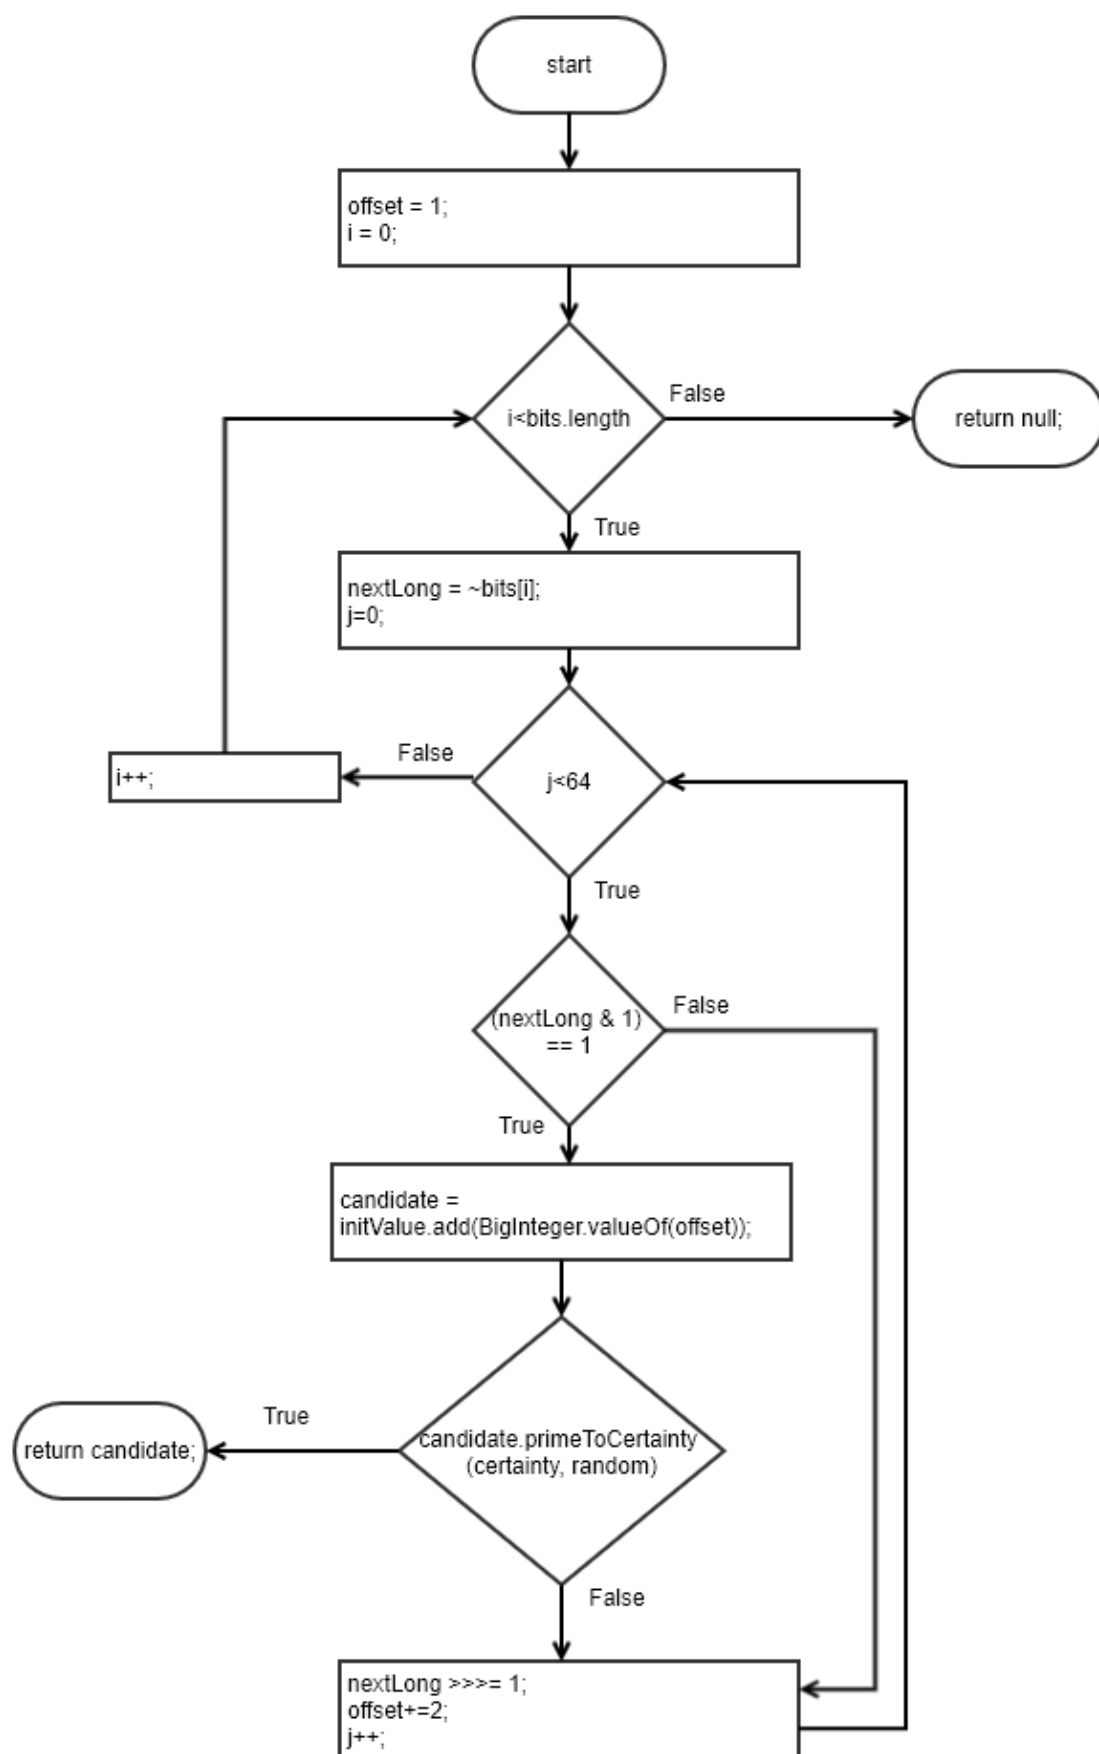 start
offset = 1;
i = 0;
i<bits.length
False
return null;
True
nextLong = ~bits[i];
j=0;
False
i++;
j<64
True
(nextLong & 1)
== 1
False
True
candidate =
initValue.add(BigInteger.valueOf(offset));
True
return candidate;
candidate.primeToCertainty
(certainty, random)
False
nextLong >>>= 1;
offset+=2;
j++;